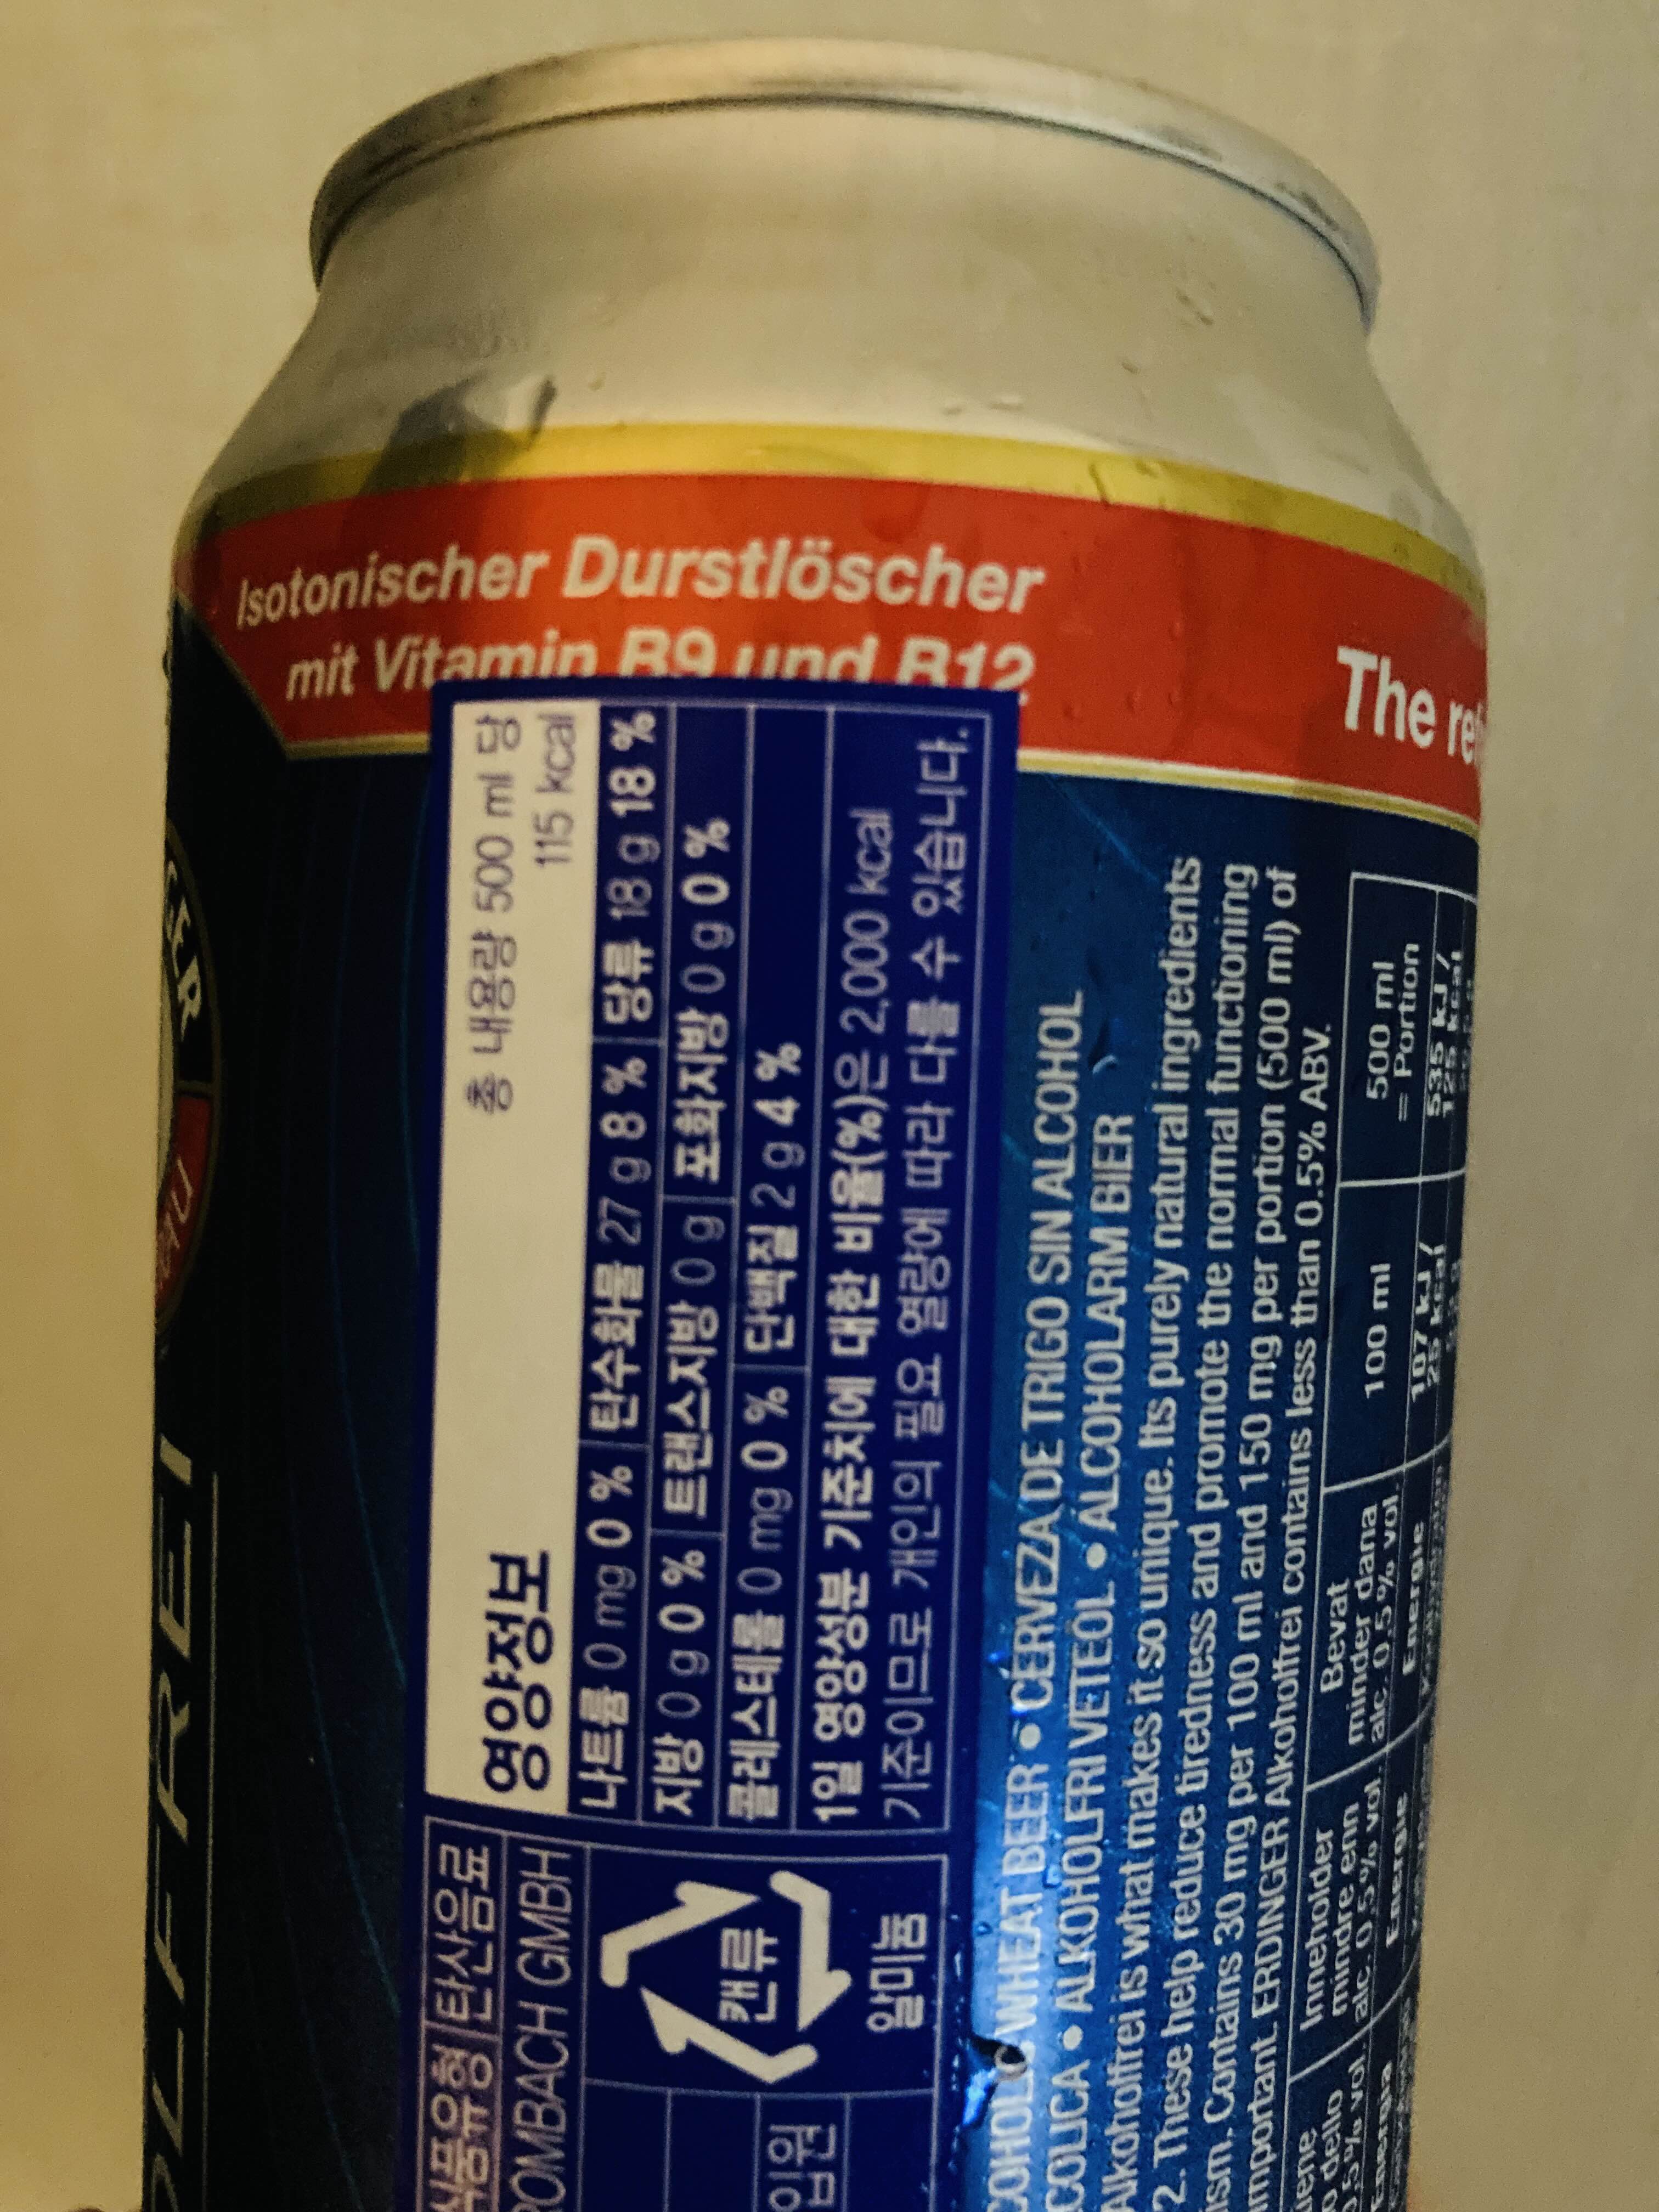 Isotonischer Durstlöscher
mit Vitamin B9 und B12
The
영양정보
총 내용량 500 ml 당
115 kcal
나트륨 0 mg 0 % 탄수화물 27 g 8 % 당류 18 g 18 %
지방 0 g 0 % 트랜스지방 0 g 포화지방 0 g 0 %
콜레스테롤 0 mg 0 % 단백질 2 g 4 %
1일 영양성분 기준치에 대한 비율(%)은 2,000 kcal
기준이므로 개인의 필요 열량에 따라 다를 수 있습니다.
식품유형 탄산음료
OMBACH GMBH
캔류
알미늄
WHEAT BEER • CERVEZA DE TRIGO SIN ALCOHOL
COLICA • ALKOHOLFRI VETEÖL • ALCOHOLARM BIER
Alkoholfrei is what makes it so unique. Its purely natural ingredients
2. These help reduce tiredness and promote the normal functioning
ism. Contains 30 mg per 100 ml and 150 mg per portion (500 ml) of
important. ERDINGER Alkoholfrei contains less than 0.5% ABV.
Inneholder
mindre enn
alc. 0,5% vol.
Energie
Bevat
minder dan
alc. 0,5% vol.
Energie
100 ml
107 kJ /
25 kcal
500 ml
= Portion
535 kJ /
125 kcal